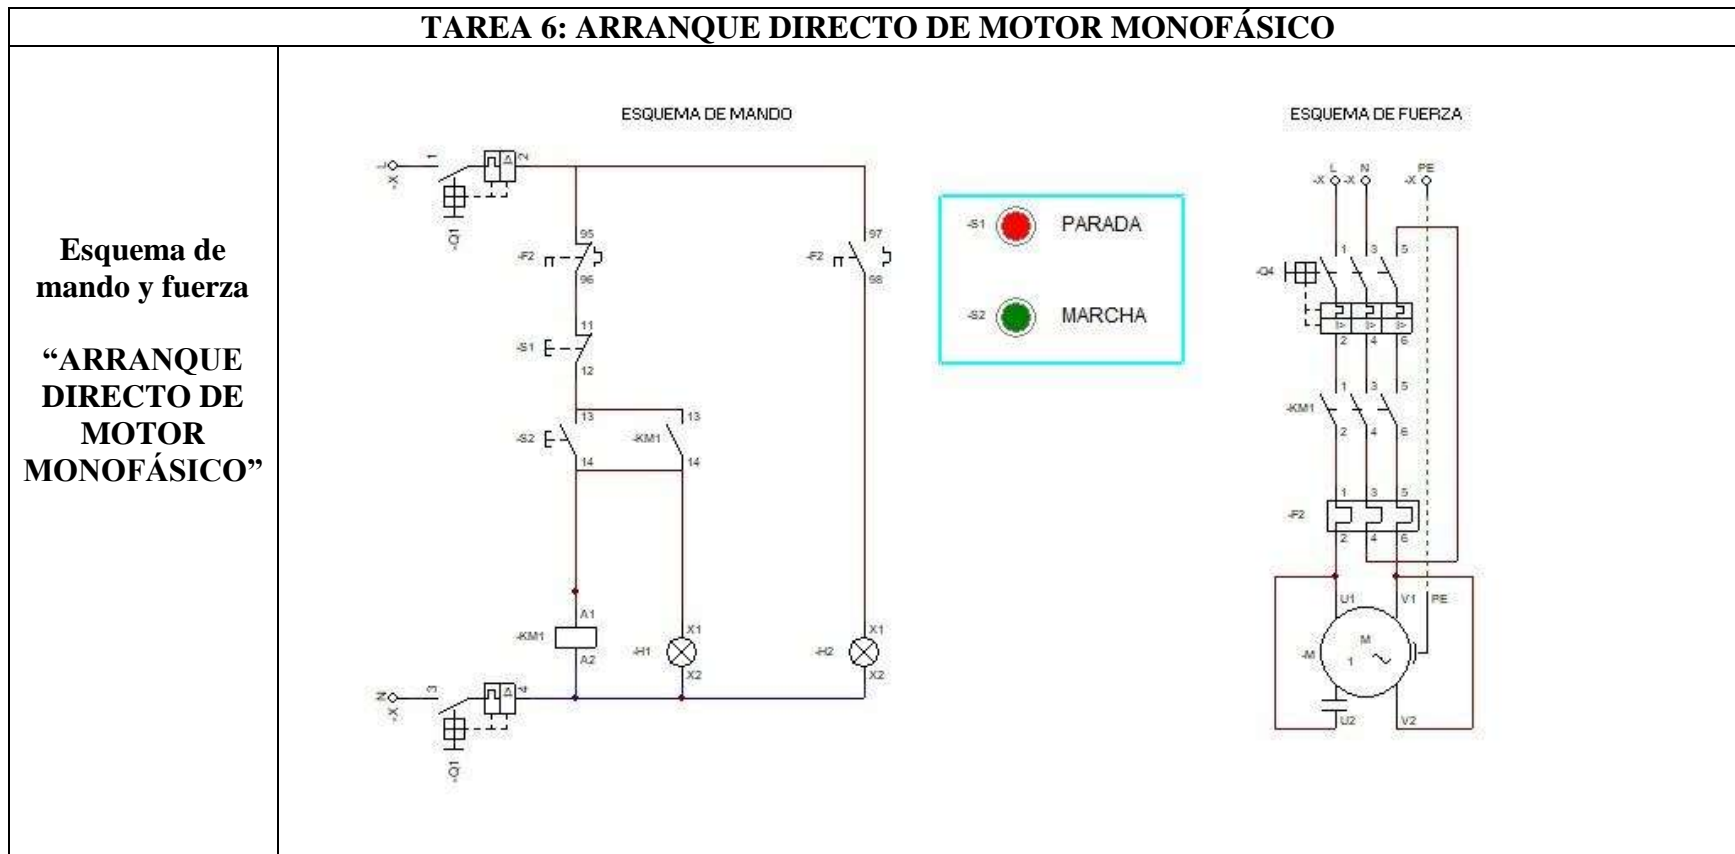 TAREA 6: ARRANQUE DIRECTO DE MOTOR MONOFÁSICO
Esquema de
mando y fuerza
“ARRANQUE
DIRECTO DE
MOTOR
MONOFÁSICO”
ESQUEMA DE MANDO
L
-X
1
2
-Q1
95
-F2
96
11
-S1
12
13
-S2
14
13
-KM1
14
97
-F2
98
A1
-KM1
A2
X1
-H1
X2
X1
-H2
X2
N
-X
3
4
-Q1
-S1 PARADA
-S2 MARCHA
ESQUEMA DE FUERZA
L N PE
-X -X -X
1 3 5
-Q4
I> I> I>
2 4 6
1 3 5
-KM1
2 4 6
1 3 5
-F2
2 4 6
U1 V1 PE
-M
M
1
U2 V2